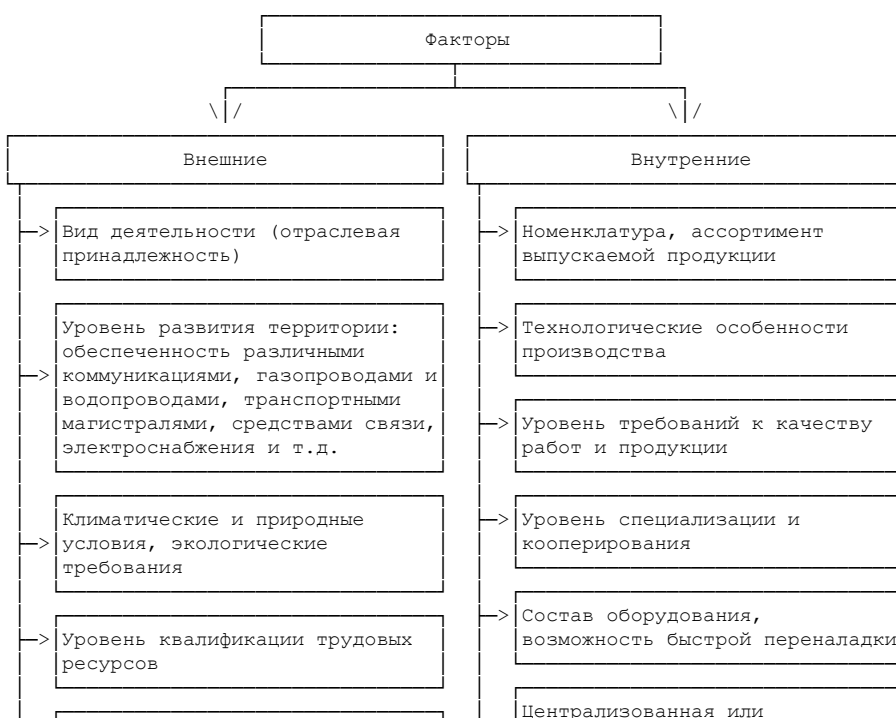 Факторы
Внешние
Вид деятельности (отраслевая
принадлежность)
Уровень развития территории:
обеспеченность различными
коммуникациями, газопроводами и
водопроводами, транспортными
магистралями, средствами связи,
электроснабжения и т.д.
Климатические и природные
условия, экологические
требования
Уровень квалификации трудовых
ресурсов
Внутренние
Номенклатура, ассортимент
выпускаемой продукции
Технологические особенности
производства
Уровень требований к качеству
работ и продукции
Уровень специализации и
кооперирования
Состав оборудования,
возможность быстрой переналадки
Централизованная или